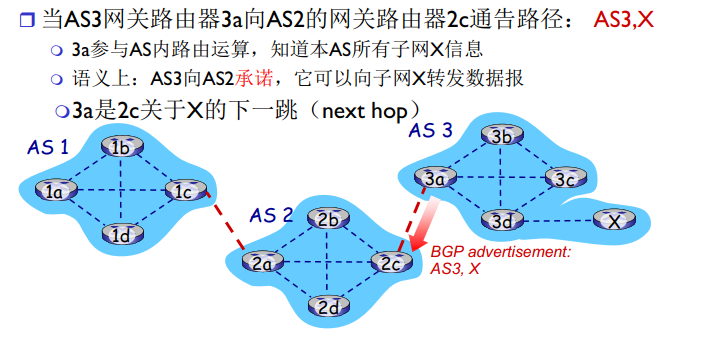 当AS3网关路由器3a向AS2的网关路由器2c通告路径： AS3,X
3a参与AS内路由运算，知道本AS所有子网X信息
语义上：AS3向AS2承诺，它可以向子网X转发数据报
3a是2c关于X的下一跳（next hop）
AS 1
1b
1a
1c
1d
AS 2
2b
2a
2c
2d
AS 3
3b
3a
3c
3d
X
BGP advertisement:
AS3, X